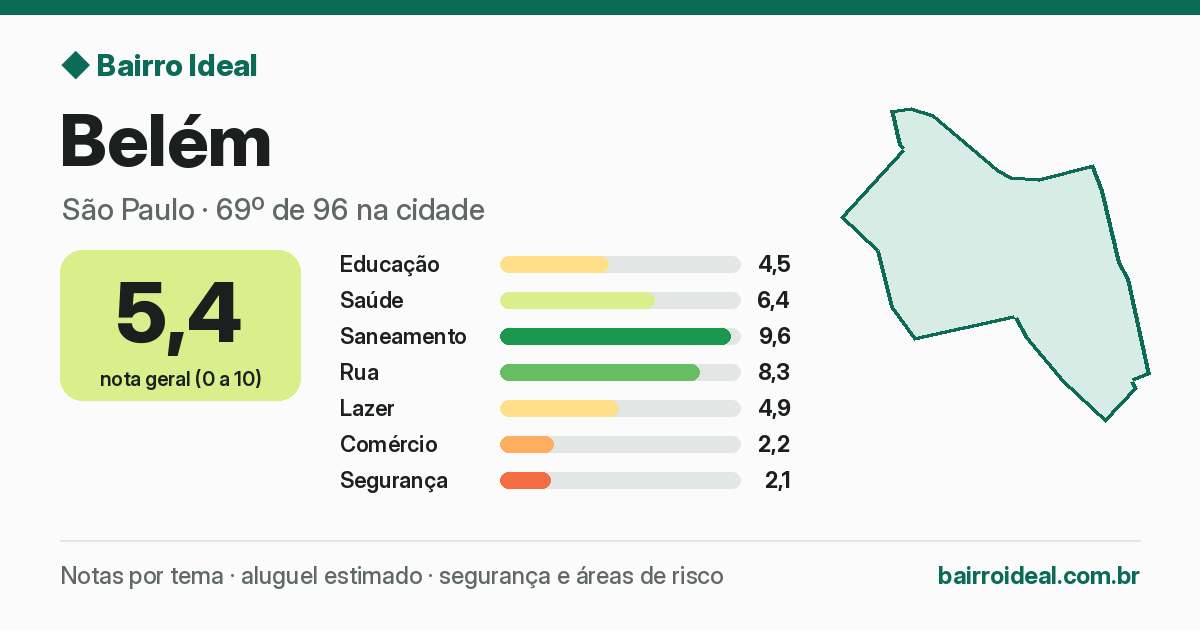 Bairro Ideal
Belém
São Paulo · 69º de 96 na cidade
5,4
nota geral (0 a 10)
Educação 4,5
Saúde 6,4
Saneamento 9,6
Rua 8,3
Lazer 4,9
Comércio 2,2
Segurança 2,1
Notas por tema · aluguel estimado · segurança e áreas de risco
bairroideal.com.br